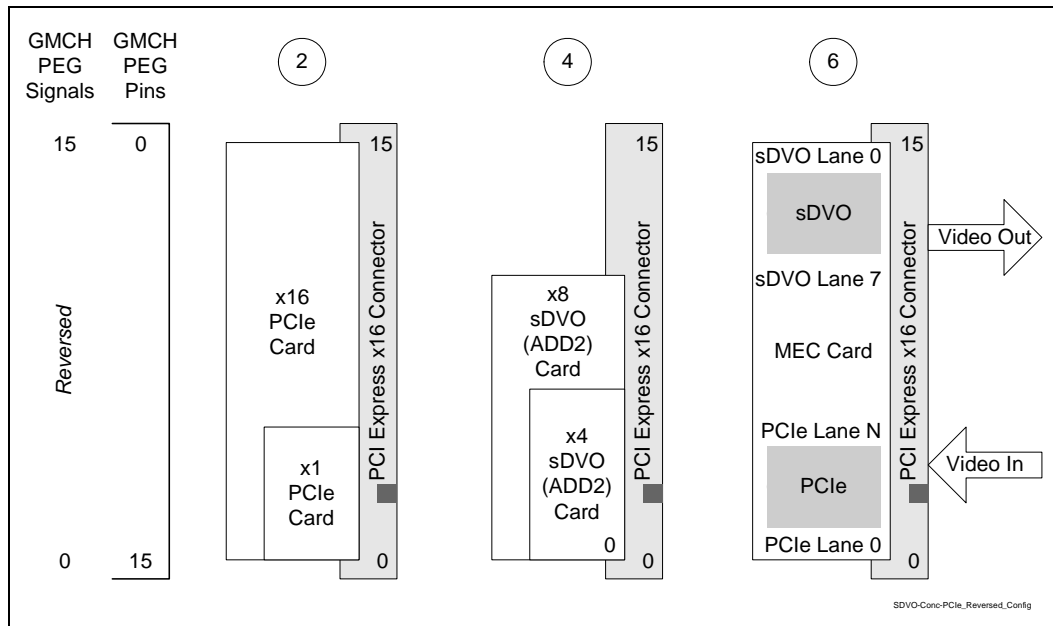 GMCH
PEG
Signals
GMCH
PEG
Pins
2
4
6
15
0
Reversed
0
15
15
x16
PCIe
Card
x1
PCIe
Card
PCI Express x16 Connector
0
15
x8
sDVO
(ADD2)
Card
x4
sDVO
(ADD2)
Card
0
PCI Express x16 Connector
0
sDVO Lane 0
sDVO
sDVO Lane 7
MEC Card
PCIe Lane N
PCIe
PCIe Lane 0
15
PCI Express x16 Connector
0
Video Out
Video In
SDVO-Conc-PCIe_Reversed_Config